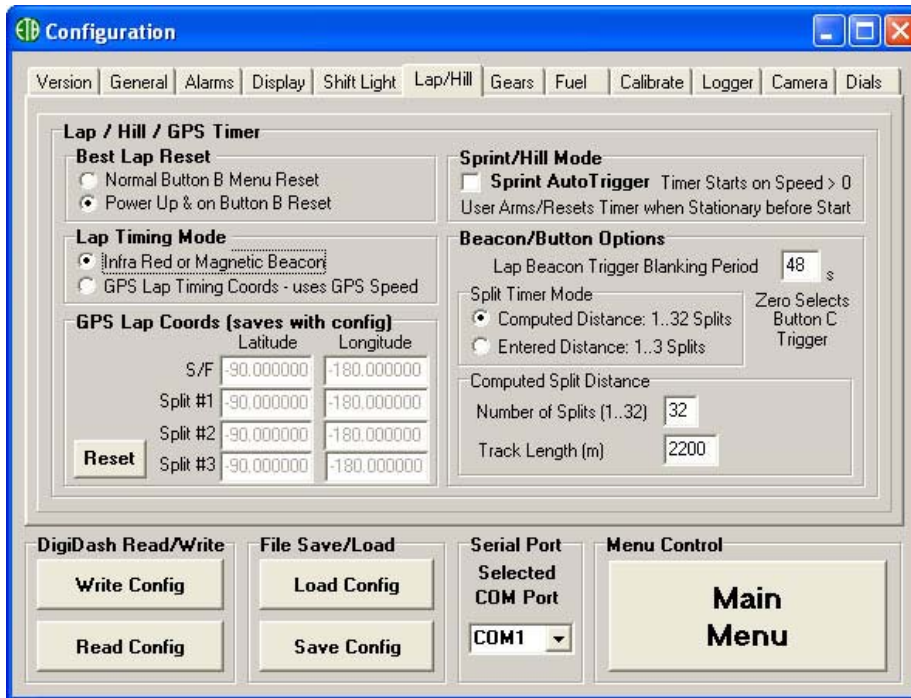 ETB Configuration
Version General Alarms Display Shift Light Lap/Hill Gears Fuel Calibrate Logger Camera Dials
Lap / Hill / GPS Timer
Best Lap Reset
Normal Button B Menu Reset
Power Up & on Button B Reset
Lap Timing Mode
Infra Red or Magnetic Beacon
GPS Lap Timing Coords - uses GPS Speed
GPS Lap Coords (saves with config)
Latitude Longitude
S/F -90.000000 -180.000000
Split #1 -90.000000 -180.000000
Split #2 -90.000000 -180.000000
Split #3 -90.000000 -180.000000
Reset
Sprint/Hill Mode
Sprint AutoTrigger Timer Starts on Speed > 0
User Arms/Resets Timer when Stationary before Start
Beacon/Button Options
Lap Beacon Trigger Blanking Period 48 s
Split Timer Mode
Computed Distance: 1..32 Splits
Entered Distance: 1..3 Splits
Zero Selects
Button C
Trigger
Computed Split Distance
Number of Splits (1..32) 32
Track Length (m) 2200
DigiDash Read/Write
Write Config
Read Config
File Save/Load
Load Config
Save Config
Serial Port
Selected
COM Port
COM1
Menu Control
Main
Menu